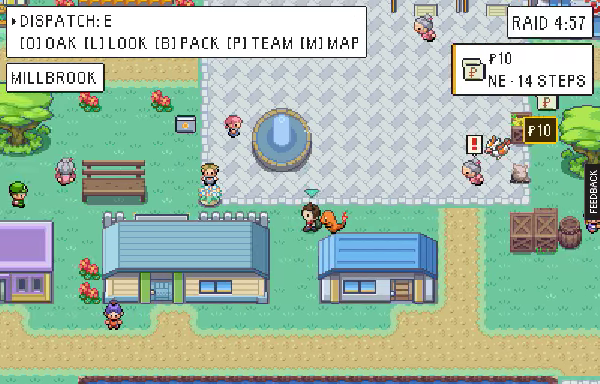 ▸DISPATCH: E
[O] OAK [L] LOOK [B] PACK [P] TEAM [M] MAP
RAID 4:57
₽10
NE - 14 STEPS
MILLBROOK
₽
₽
!
₽10
FEEDBACK